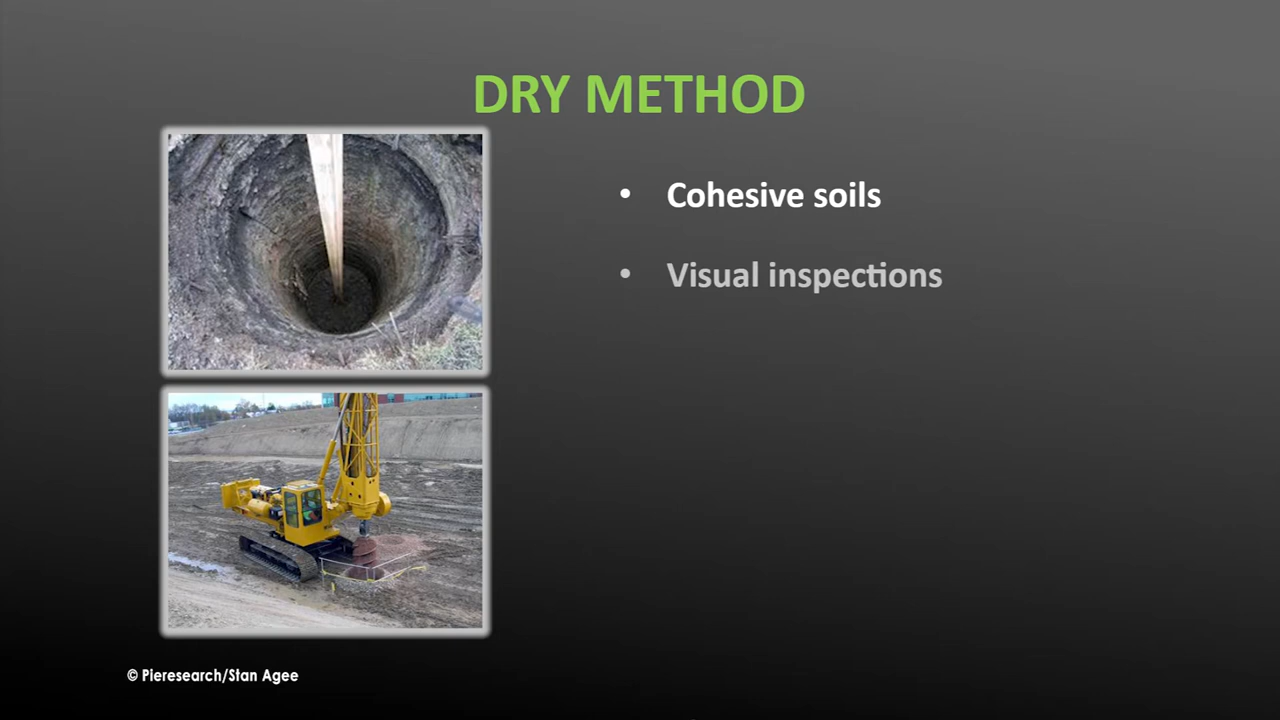 DRY METHOD
• Cohesive soils
• Visual inspections
© Pieresearch/Stan Agee